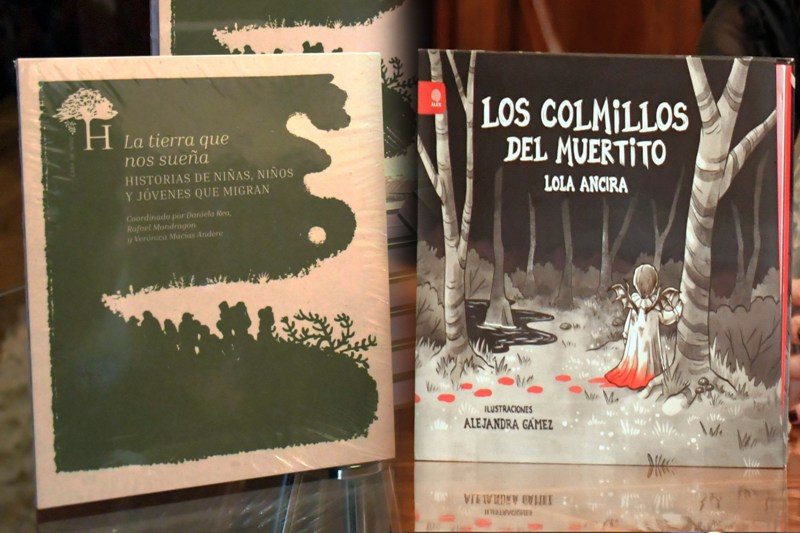 H
La tierra que
nos sueña
HISTORIAS DE NIÑAS, NIÑOS
Y JÓVENES QUE MIGRAN
Coordinado por Daniela Rea,
Rafael Mondragón
y Verónica Macías Andere
LOS COLMILLOS
DEL MUERTITO
LOLA ANCIRA
ILUSTRACIONES
ALEJANDRA GÁMEZ